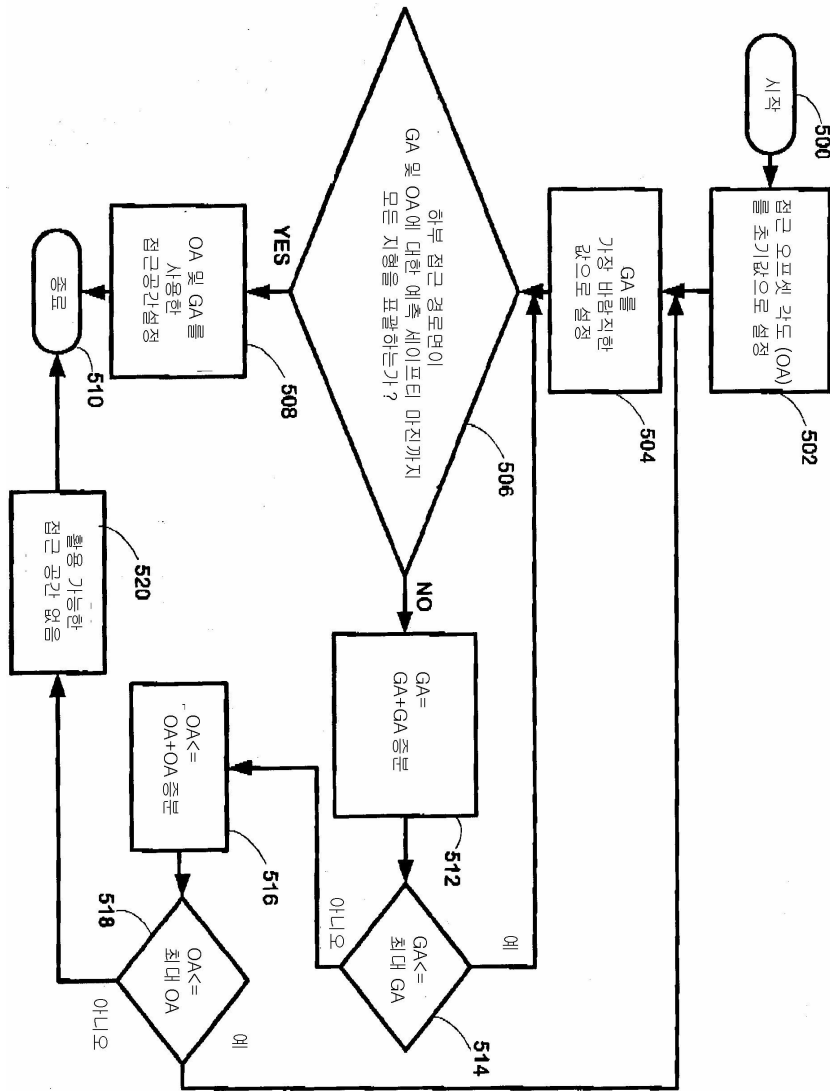 시작
500
접근 오프셋 각도 (OA)
를 초기값으로 설정
502
GA를
가장 바람직한
값으로 설정
504
하부 접근 경로면이
GA 및 OA에 대한 예측 세이프티 마진까지
모든 지형을 포괄하는가 ?
506
YES
NO
OA 및 GA 를
사용한
접근공간설정
508
종료
510
GA=
GA+GA 증분
512
GA<=
최대 GA
514
예
아니오
OA<=
OA+OA 증분
516
OA<=
최대 OA
518
예
아니오
활용 가능한
접근 공간 없음
520